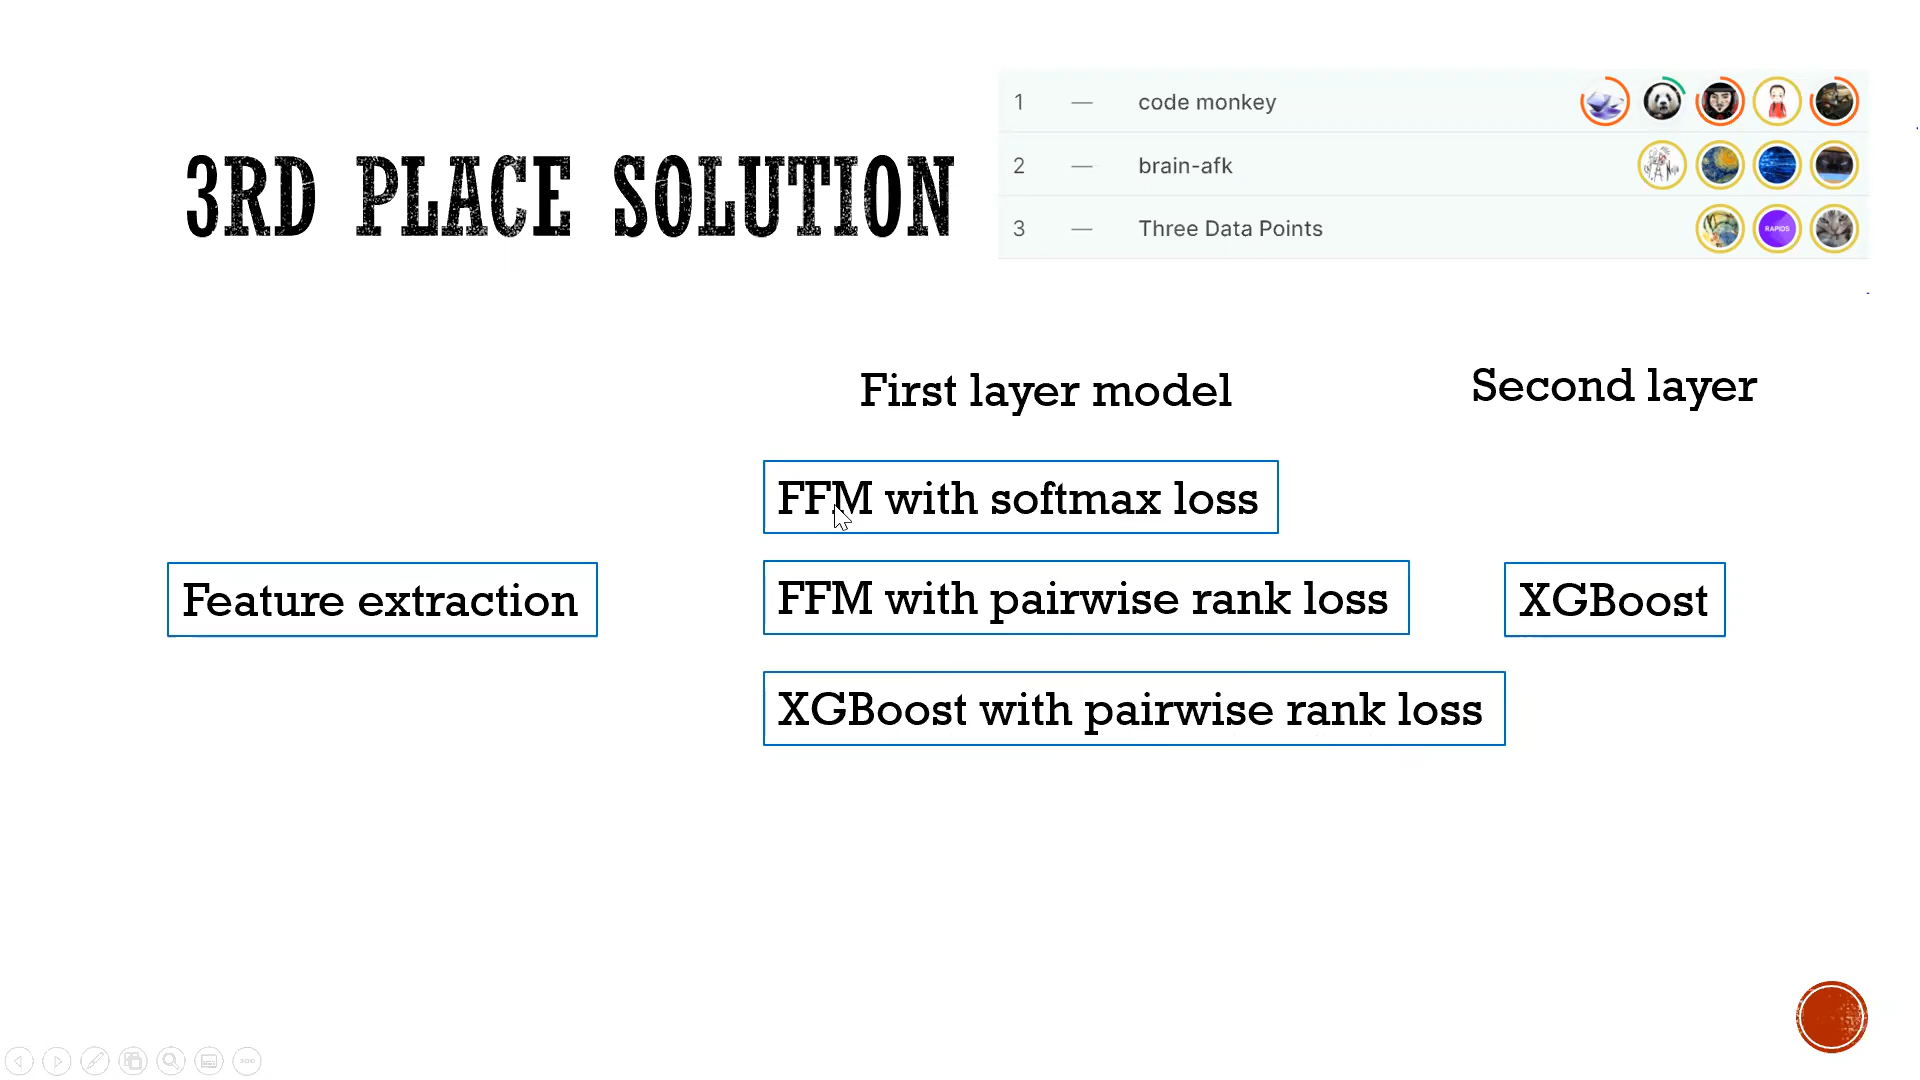 3RD PLACE SOLUTION
1 — code monkey
2 — brain-afk
3 — Three Data Points
RAPIDS
First layer model
Second layer
FFM with softmax loss
Feature extraction
FFM with pairwise rank loss
XGBoost
XGBoost with pairwise rank loss